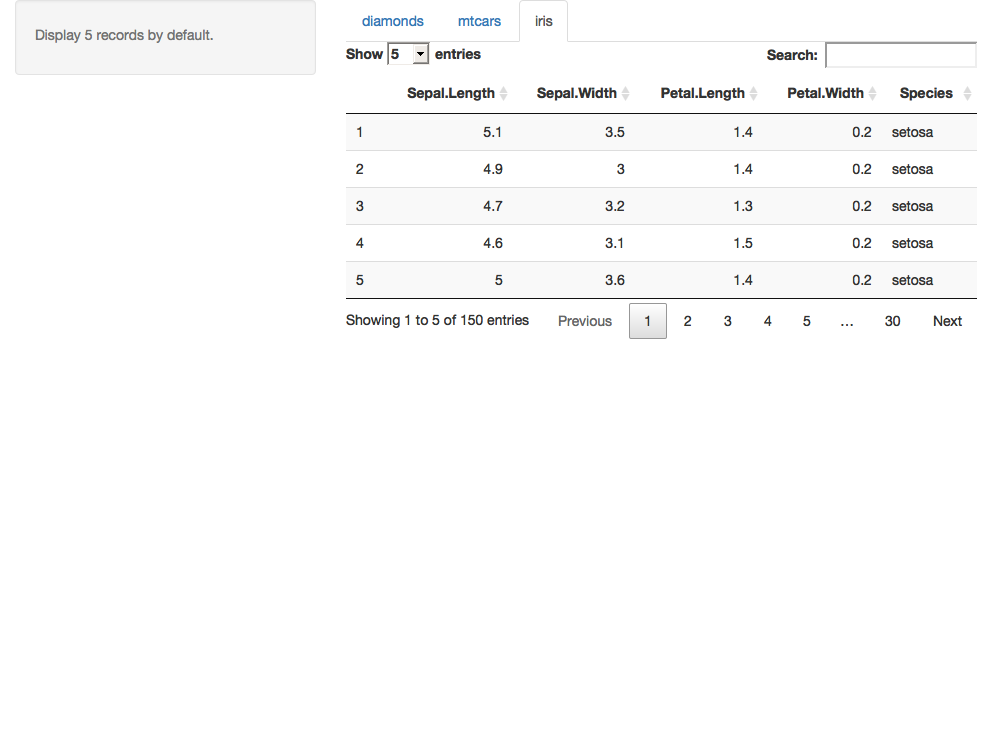 Display 5 records by default.
diamonds mtcars iris
Show 5 entries Search:
Sepal.Length Sepal.Width Petal.Length Petal.Width Species
1 5.1 3.5 1.4 0.2 setosa
2 4.9 3 1.4 0.2 setosa
3 4.7 3.2 1.3 0.2 setosa
4 4.6 3.1 1.5 0.2 setosa
5 5 3.6 1.4 0.2 setosa
Showing 1 to 5 of 150 entries Previous 1 2 3 4 5 … 30 Next